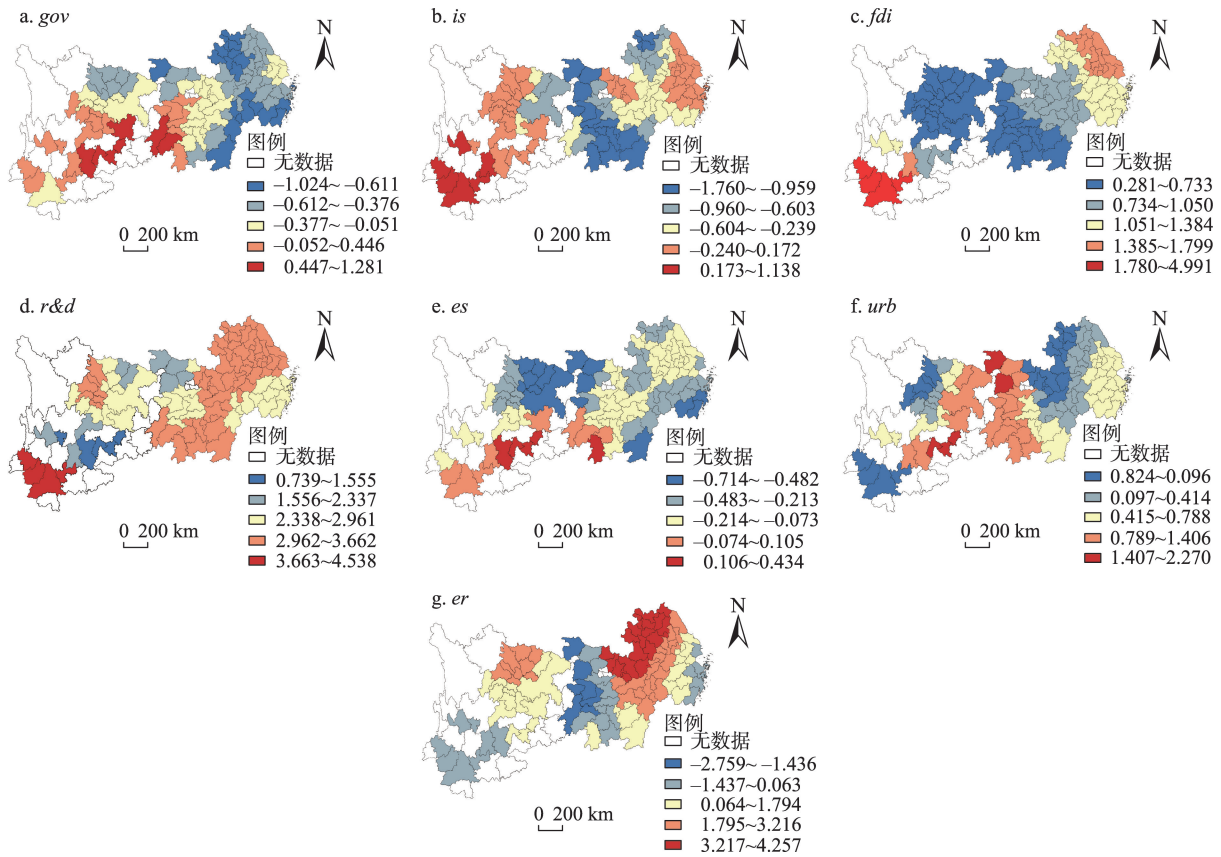 a. gov
N
图例
无数据
−1.024~ −0.611
−0.612~ −0.376
−0.377~ −0.051
−0.052~0.446
0.447~1.281
0 200 km
b. is
N
图例
无数据
−1.760~ −0.959
−0.960~ −0.603
−0.604~ −0.239
−0.240~0.172
0.173~1.138
0 200 km
c. fdi
N
图例
无数据
0.281~0.733
0.734~1.050
1.051~1.384
1.385~1.799
1.780~4.991
0 200 km
d. r&d
N
图例
无数据
0.739~1.555
1.556~2.337
2.338~2.961
2.962~3.662
3.663~4.538
0 200 km
e. es
N
图例
无数据
−0.714~ −0.482
−0.483~ −0.213
−0.214~ −0.073
−0.074~0.105
0.106~0.434
0 200 km
f. urb
N
图例
无数据
0.824~0.096
0.097~0.414
0.415~0.788
0.789~1.406
1.407~2.270
0 200 km
g. er
N
图例
无数据
−2.759~ −1.436
−1.437~0.063
0.064~1.794
1.795~3.216
3.217~4.257
0 200 km